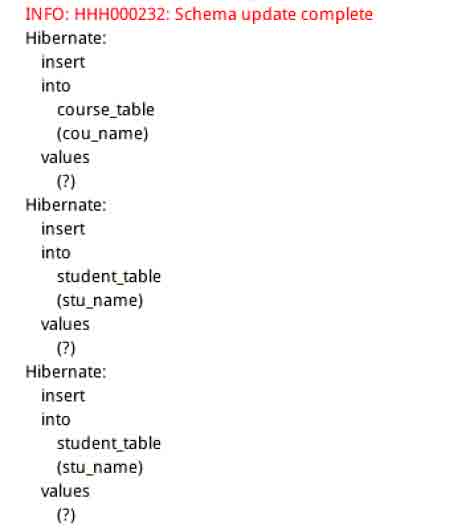 INFO: HHH000232: Schema update complete
Hibernate:
insert
into
course_table
(cou_name)
values
(?)
Hibernate:
insert
into
student_table
(stu_name)
values
(?)
Hibernate:
insert
into
student_table
(stu_name)
values
(?)